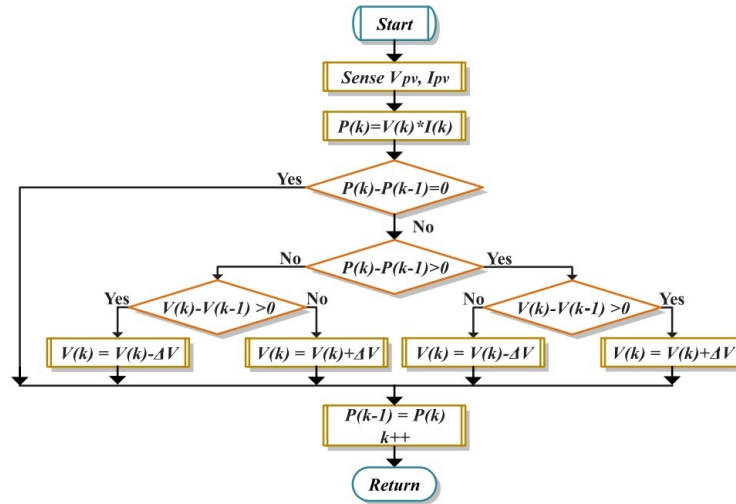 Start
Sense Vpv, Ipv
P(k)=V(k)*I(k)
Yes
P(k)-P(k-1)=0
No
No
P(k)-P(k-1)>0
Yes
Yes
V(k)-V(k-1) >0
No
No
V(k)-V(k-1) >0
Yes
V(k) = V(k)-ΔV
V(k) = V(k)+ΔV
V(k) = V(k)-ΔV
V(k) = V(k)+ΔV
P(k-1) = P(k)
k++
Return